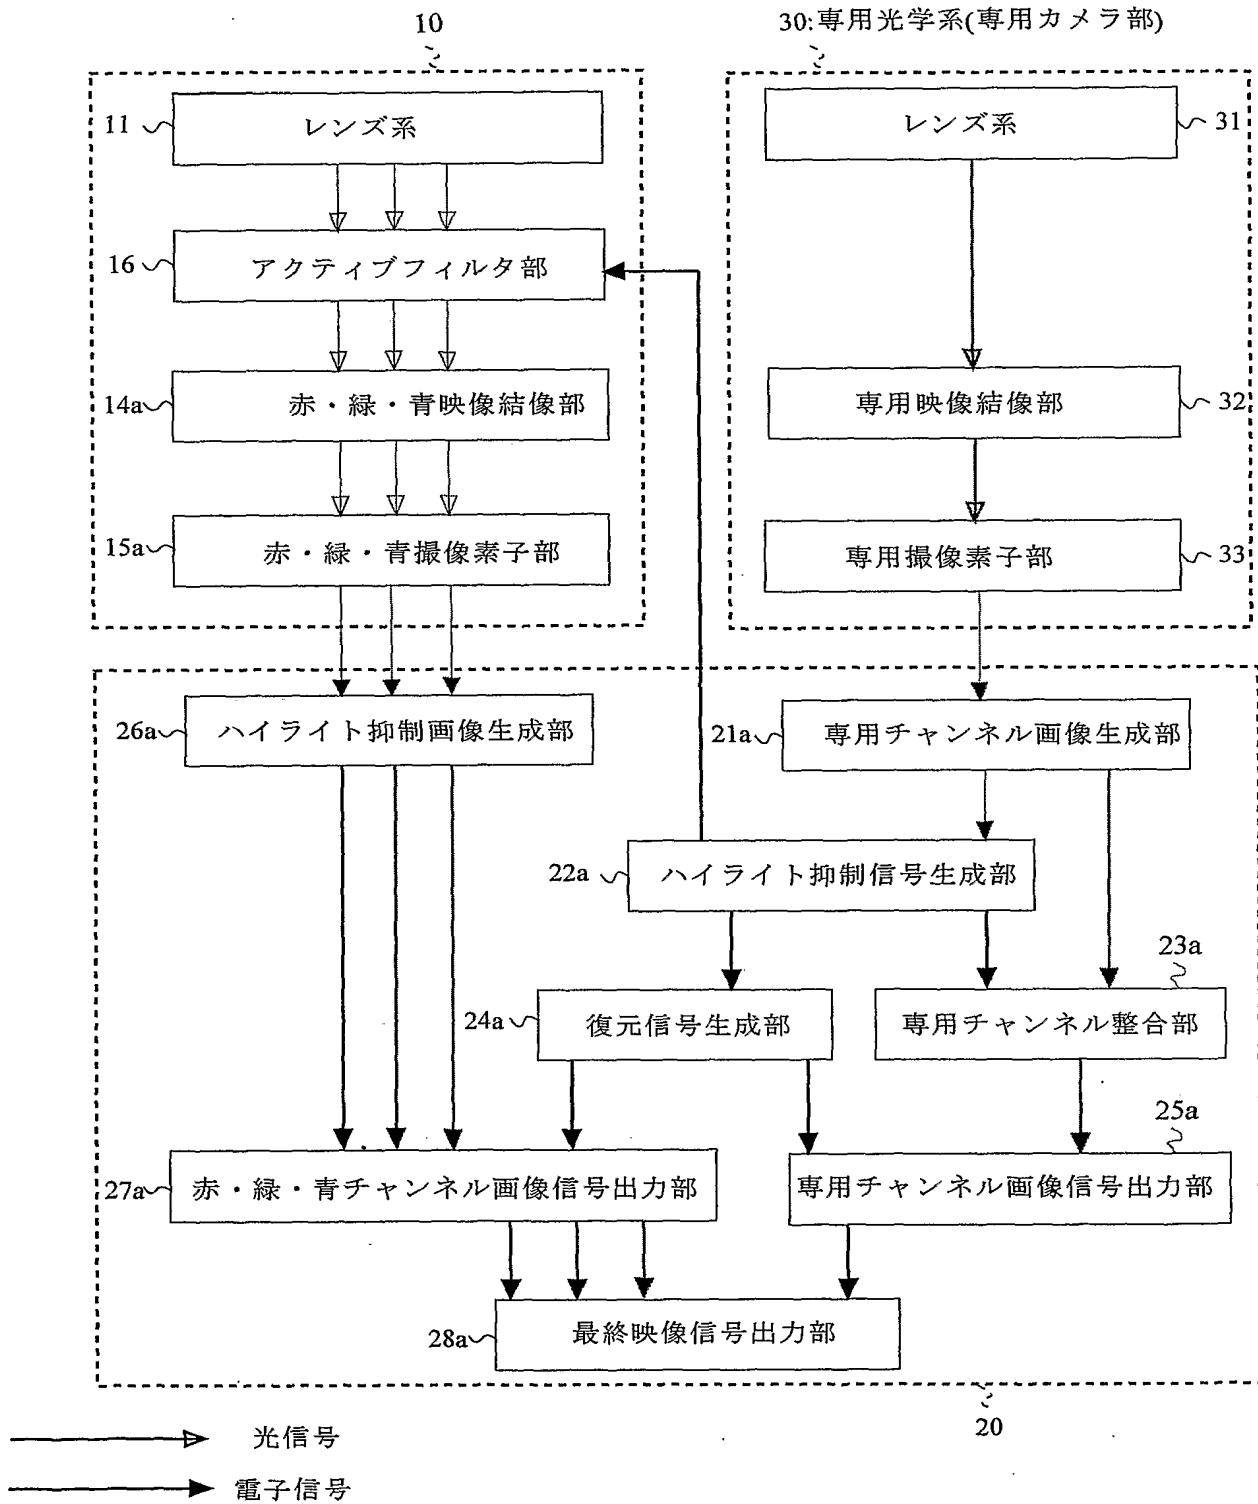 10
30:専用光学系(専用カメラ部)
11
レンズ系
レンズ系
31
16
アクティブフィルタ部
14a
赤・緑・青映像結像部
専用映像結像部
32
15a
赤・緑・青撮像素子部
専用撮像素子部
33
26a
ハイライト抑制画像生成部
21a
専用チャンネル画像生成部
22a
ハイライト抑制信号生成部
23a
24a
復元信号生成部
専用チャンネル整合部
25a
27a
赤・緑・青チャンネル画像信号出力部
専用チャンネル画像信号出力部
28a
最終映像信号出力部
20
光信号
電子信号